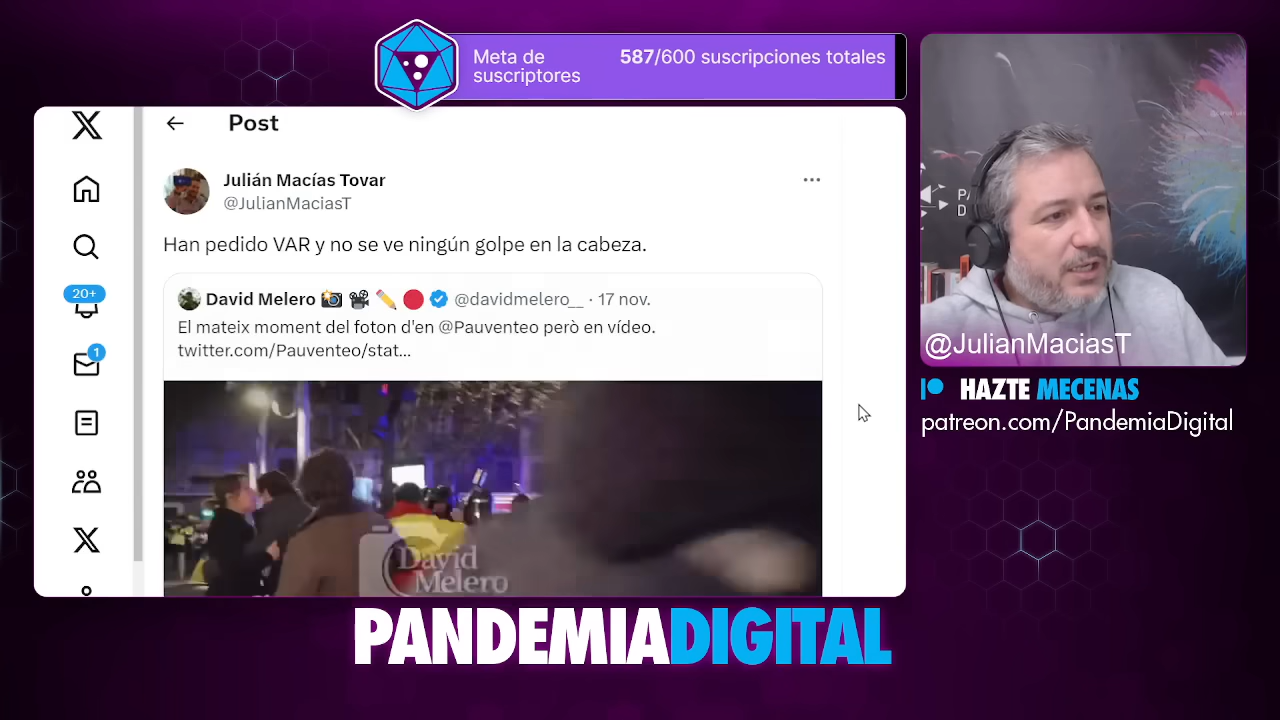 Meta de
suscriptores
587/600 suscripciones totales
Post
Julián Macías Tovar
@JulianMaciasT
Han pedido VAR y no se ve ningún golpe en la cabeza.
David Melero @davidmelero__ · 17 nov.
El mateix moment del foton d'en @Pauventeo però en vídeo.
twitter.com/Pauventeo/stat...
20+
1
David
Melero
@JulianMaciasT
HAZTE MECENAS
patreon.com/PandemiaDigital
PANDEMIADIGITAL